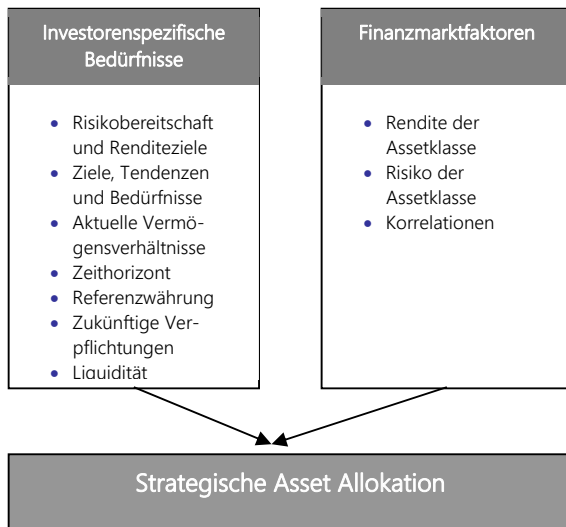 Investorenspezifische
Bedürfnisse
Risikobereitschaft
und Renditeziele
Ziele, Tendenzen
und Bedürfnisse
Aktuelle Vermö-
gensverhältnisse
Zeithorizont
Referenzwährung
Zukünftige Ver-
pflichtungen
Liquidität
Finanzmarktfaktoren
Rendite der
Assetklasse
Risiko der
Assetklasse
Korrelationen
Strategische Asset Allokation